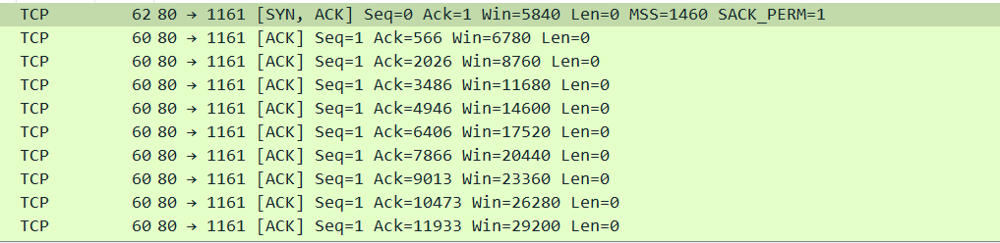 TCP 62 80 → 1161 [SYN, ACK] Seq=0 Ack=1 Win=5840 Len=0 MSS=1460 SACK_PERM=1
TCP 60 80 → 1161 [ACK] Seq=1 Ack=566 Win=6780 Len=0
TCP 60 80 → 1161 [ACK] Seq=1 Ack=2026 Win=8760 Len=0
TCP 60 80 → 1161 [ACK] Seq=1 Ack=3486 Win=11680 Len=0
TCP 60 80 → 1161 [ACK] Seq=1 Ack=4946 Win=14600 Len=0
TCP 60 80 → 1161 [ACK] Seq=1 Ack=6406 Win=17520 Len=0
TCP 60 80 → 1161 [ACK] Seq=1 Ack=7866 Win=20440 Len=0
TCP 60 80 → 1161 [ACK] Seq=1 Ack=9013 Win=23360 Len=0
TCP 60 80 → 1161 [ACK] Seq=1 Ack=10473 Win=26280 Len=0
TCP 60 80 → 1161 [ACK] Seq=1 Ack=11933 Win=29200 Len=0